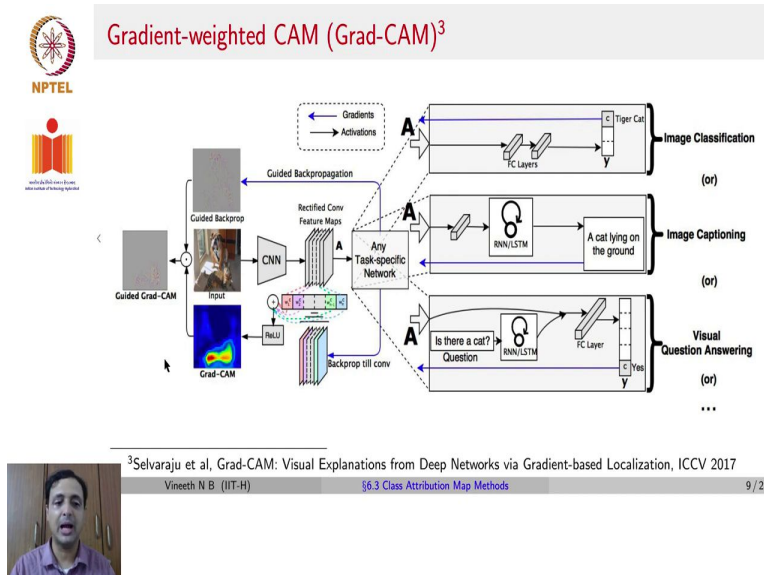 Gradient-weighted CAM (Grad-CAM)3
NPTEL
Gradients
Activations
Guided Backpropagation
Guided Backprop
Rectified Conv
Feature Maps
A
CNN
Input
Guided Grad-CAM
Any
Task-specific
Network
ReLU
Grad-CAM
Backprop till conv
A
FC Layers
c
Tiger Cat
y
Image Classification
(or)
A
RNN/LSTM
A cat lying on
the ground
Image Captioning
(or)
A
Is there a cat?
Question
RNN/LSTM
FC Layer
c
Yes
y
Visual
Question Answering
(or)
...
3Selvaraju et al, Grad-CAM: Visual Explanations from Deep Networks via Gradient-based Localization, ICCV 2017
Vineeth N B (IIT-H)
§6.3 Class Attribution Map Methods
9 / 2